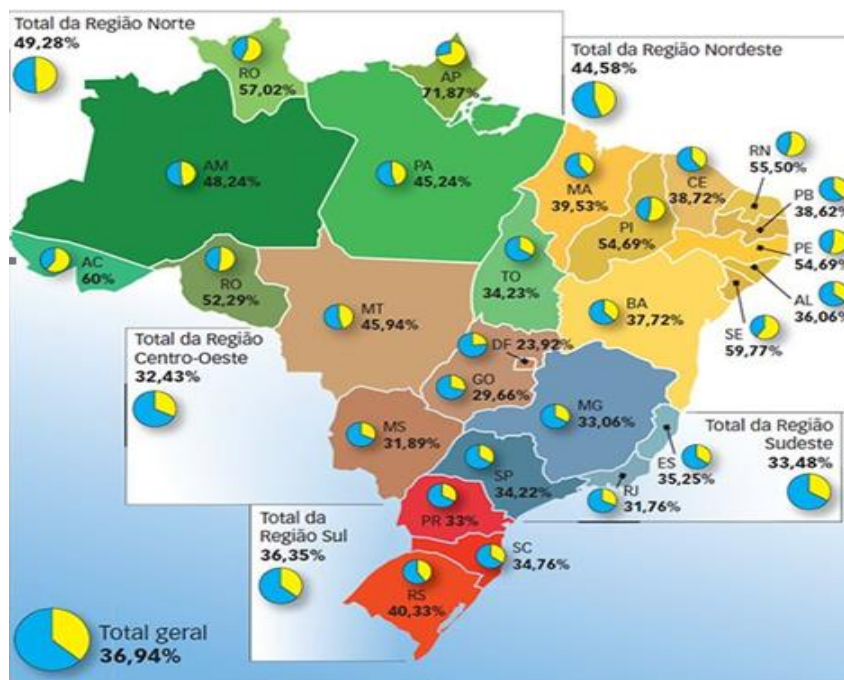 Total da Região Norte
49,28%
RO
57,02%
AP
71,87%
Total da Região Nordeste
44,58%
AM
48,24%
PA
45,24%
MA
39,53%
CE
38,72%
RN
55,50%
PB
38,62%
PI
54,69%
PE
54,69%
AC
60%
RO
52,29%
TO
34,23%
AL
36,06%
MT
45,94%
BA
37,72%
SE
59,77%
Total da Região
Centro-Oeste
32,43%
DF 23,92%
GO
29,66%
MG
33,06%
MS
31,89%
Total da Região
Sudeste
33,48%
ES
35,25%
SP
34,22%
RJ
31,76%
Total da
Região Sul
36,35%
PR 33%
SC
34,76%
RS
40,33%
Total geral
36,94%